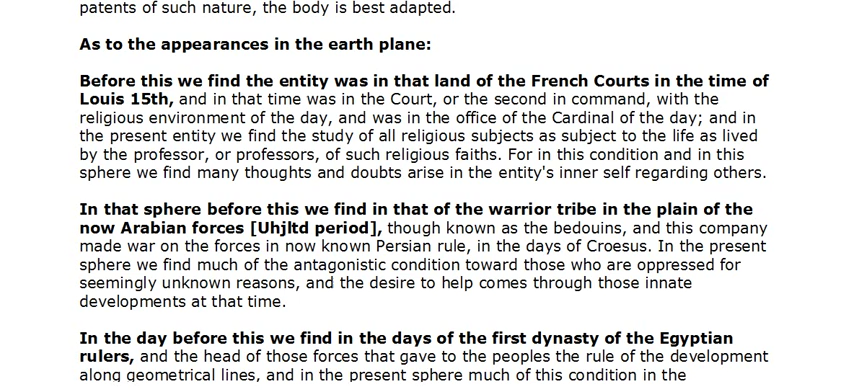 patents of such nature, the body is best adapted.
As to the appearances in the earth plane:
Before this we find the entity was in that land of the French Courts in the time of
Louis 15th, and in that time was in the Court, or the second in command, with the
religious environment of the day, and was in the office of the Cardinal of the day; and in
the present entity we find the study of all religious subjects as subject to the life as lived
by the professor, or professors, of such religious faiths. For in this condition and in this
sphere we find many thoughts and doubts arise in the entity's inner self regarding others.
In that sphere before this we find in that of the warrior tribe in the plain of the
now Arabian forces [Uhjltd period], though known as the bedouins, and this company
made war on the forces in now known Persian rule, in the days of Croesus. In the present
sphere we find much of the antagonistic condition toward those who are oppressed for
seemingly unknown reasons, and the desire to help comes through those innate
developments at that time.
In the day before this we find in the days of the first dynasty of the Egyptian
rulers, and the head of those forces that gave to the peoples the rule of the development
along geometrical lines, and in the present sphere much of this condition in the